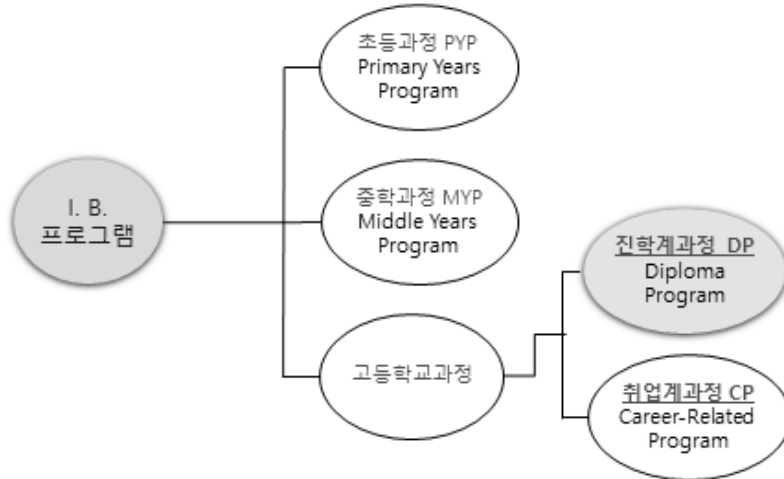 초등과정 PYP
Primary Years
Program
I. B.
프로그램
중학과정 MYP
Middle Years
Program
고등학교과정
진학계과정 DP
Diploma
Program
취업계과정 CP
Career-Related
Program